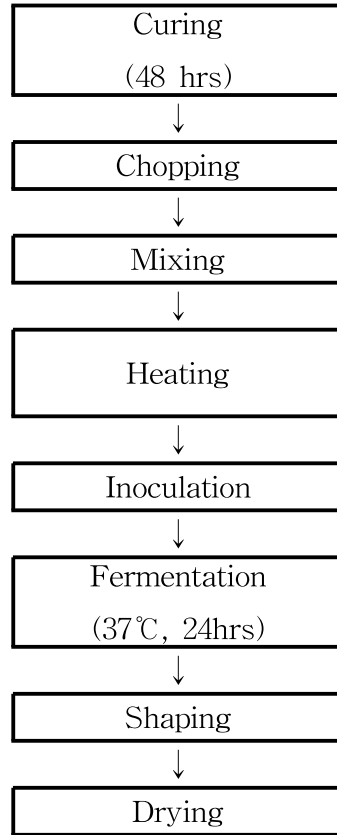 Curing
(48 hrs)
↓
Chopping
↓
Mixing
↓
Heating
↓
Inoculation
↓
Fermentation
(37℃, 24hrs)
↓
Shaping
↓
Drying